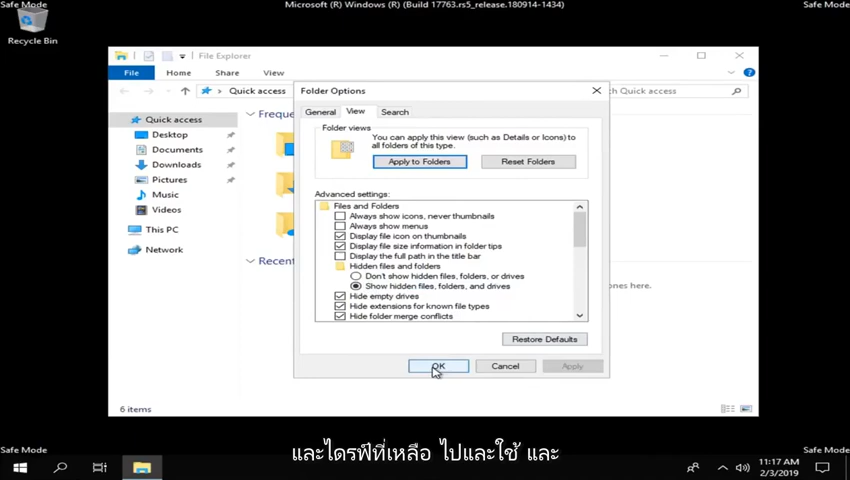 Safe Mode
Microsoft (R) Windows (R) (Build 17763.rs5_release.180914-1434)
Safe Mode
Recycle Bin
File Explorer
File
Home
Share
View
Quick access
Quick access
Desktop
Documents
Downloads
Pictures
Music
Videos
This PC
Network
6 items
Folder Options
General
View
Search
Folder views
You can apply this view (such as Details or Icons) to
all folders of this type.
Apply to Folders
Reset Folders
Advanced settings:
Files and Folders
Always show icons, never thumbnails
Always show menus
Display file icon on thumbnails
Display file size information in folder tips
Display the full path in the title bar
Hidden files and folders
Don't show hidden files, folders, or drives
Show hidden files, folders, and drives
Hide empty drives
Hide extensions for known file types
Hide folder merge conflicts
Restore Defaults
OK
Cancel
Apply
และไดรฟ์ที่เหลือ ไปและใช้ และ
Safe Mode
Safe Mode
11:17 AM
2/3/2019